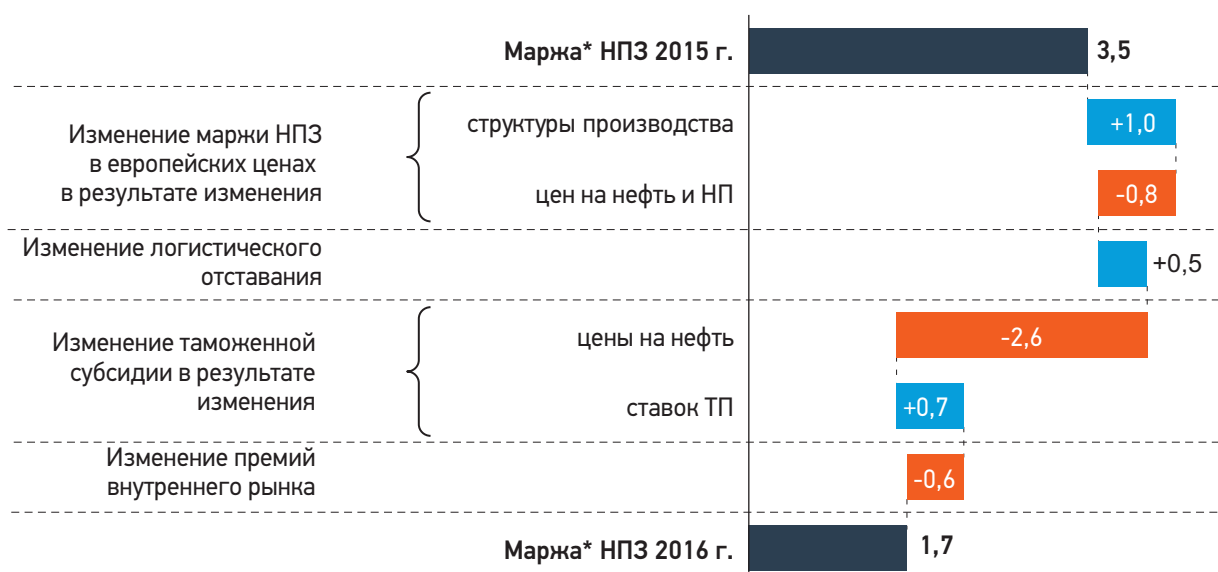 Маржа* НПЗ 2015 г.
3,5
Изменение маржи НПЗ
в европейских ценах
в результате изменения
структуры производства
+1,0
цен на нефть и НП
-0,8
Изменение логистического
отставания
+0,5
Изменение таможенной
субсидии в результате
изменения
цены на нефть
-2,6
ставок ТП
+0,7
Изменение премий
внутреннего рынка
-0,6
Маржа* НПЗ 2016 г.
1,7